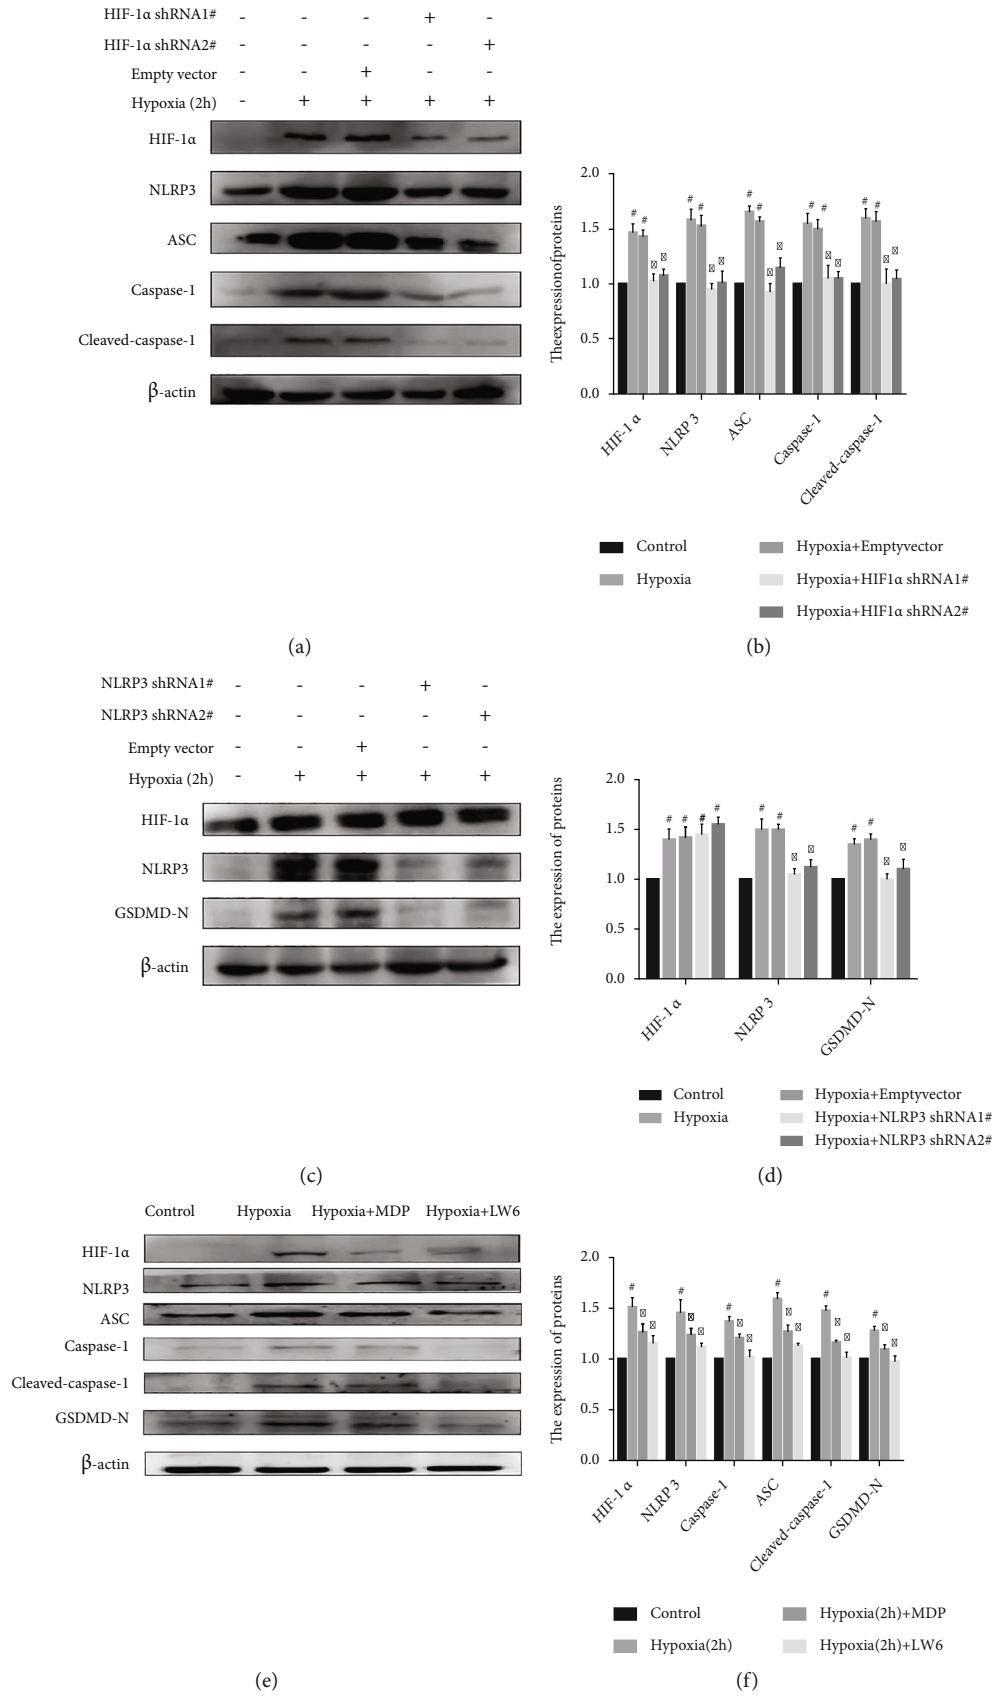 HIF-1α shRNA1# - - - + -
HIF-1α shRNA2# - - - - +
Empty vector - - + - -
Hypoxia (2h) - + + + +
HIF-1α
NLRP3
ASC
Caspase-1
Cleaved-caspase-1
β-actin
(a)
Theexpressionofproteins
2.0
1.5
1.0
0.5
0.0
# # # # # # # # # #
HIF-1 α
NLRP 3
ASC
Caspase-1
Cleaved-caspase-1
Control
Hypoxia
Hypoxia+Emptyvector
Hypoxia+HIF1α shRNA1#
Hypoxia+HIF1α shRNA2#
(b)
NLRP3 shRNA1# - - - + -
NLRP3 shRNA2# - - - - +
Empty vector - - + - -
Hypoxia (2h) - + + + +
HIF-1α
NLRP3
GSDMD-N
β-actin
(c)
The expression of proteins
2.0
1.5
1.0
0.5
0.0
# # # # # # # #
HIF-1 α
NLRP 3
GSDMD-N
Control
Hypoxia
Hypoxia+Emptyvector
Hypoxia+NLRP3 shRNA1#
Hypoxia+NLRP3 shRNA2#
(d)
Control Hypoxia Hypoxia+MDP Hypoxia+LW6
HIF-1α
NLRP3
ASC
Caspase-1
Cleaved-caspase-1
GSDMD-N
β-actin
(e)
The expression of proteins
2.0
1.5
1.0
0.5
0.0
# # # # # #
HIF-1 α
NLRP 3
Caspase-1
ASC
Cleaved-caspase-1
GSDMD-N
Control
Hypoxia(2h)
Hypoxia(2h)+MDP
Hypoxia(2h)+LW6
(f)